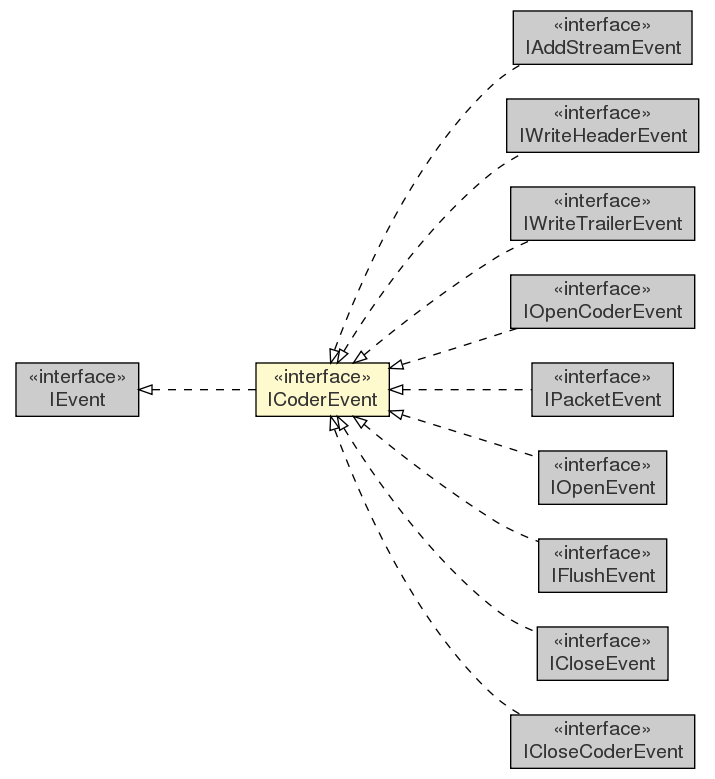 «interface»
IAddStreamEvent
«interface»
IWriteHeaderEvent
«interface»
IWriteTrailerEvent
«interface»
IOpenCoderEvent
«interface»
IEvent
«interface»
ICoderEvent
«interface»
IPacketEvent
«interface»
IOpenEvent
«interface»
IFlushEvent
«interface»
ICloseEvent
«interface»
ICloseCoderEvent